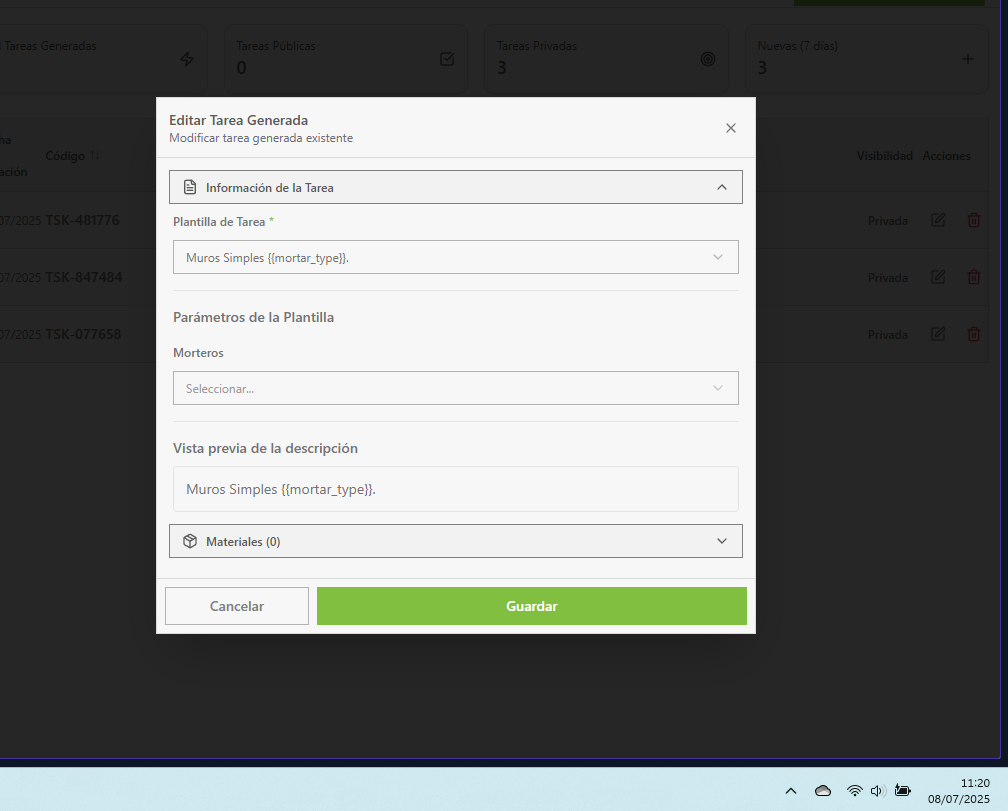 Tareas Generadas
Tareas Públicas
Tareas Privadas
Nuevas (7 días)
0
3
3
Editar Tarea Generada
Modificar tarea generada existente
Código
Visibilidad
Acciones
07/2025 TSK-481776
Privada
07/2025 TSK-847484
Privada
07/2025 TSK-077658
Privada
Información de la Tarea
Plantilla de Tarea *
Muros Simples {{mortar_type}}.
Parámetros de la Plantilla
Morteros
Seleccionar...
Vista previa de la descripción
Muros Simples {{mortar_type}}.
Materiales (0)
Cancelar
Guardar
11:20
08/07/2025